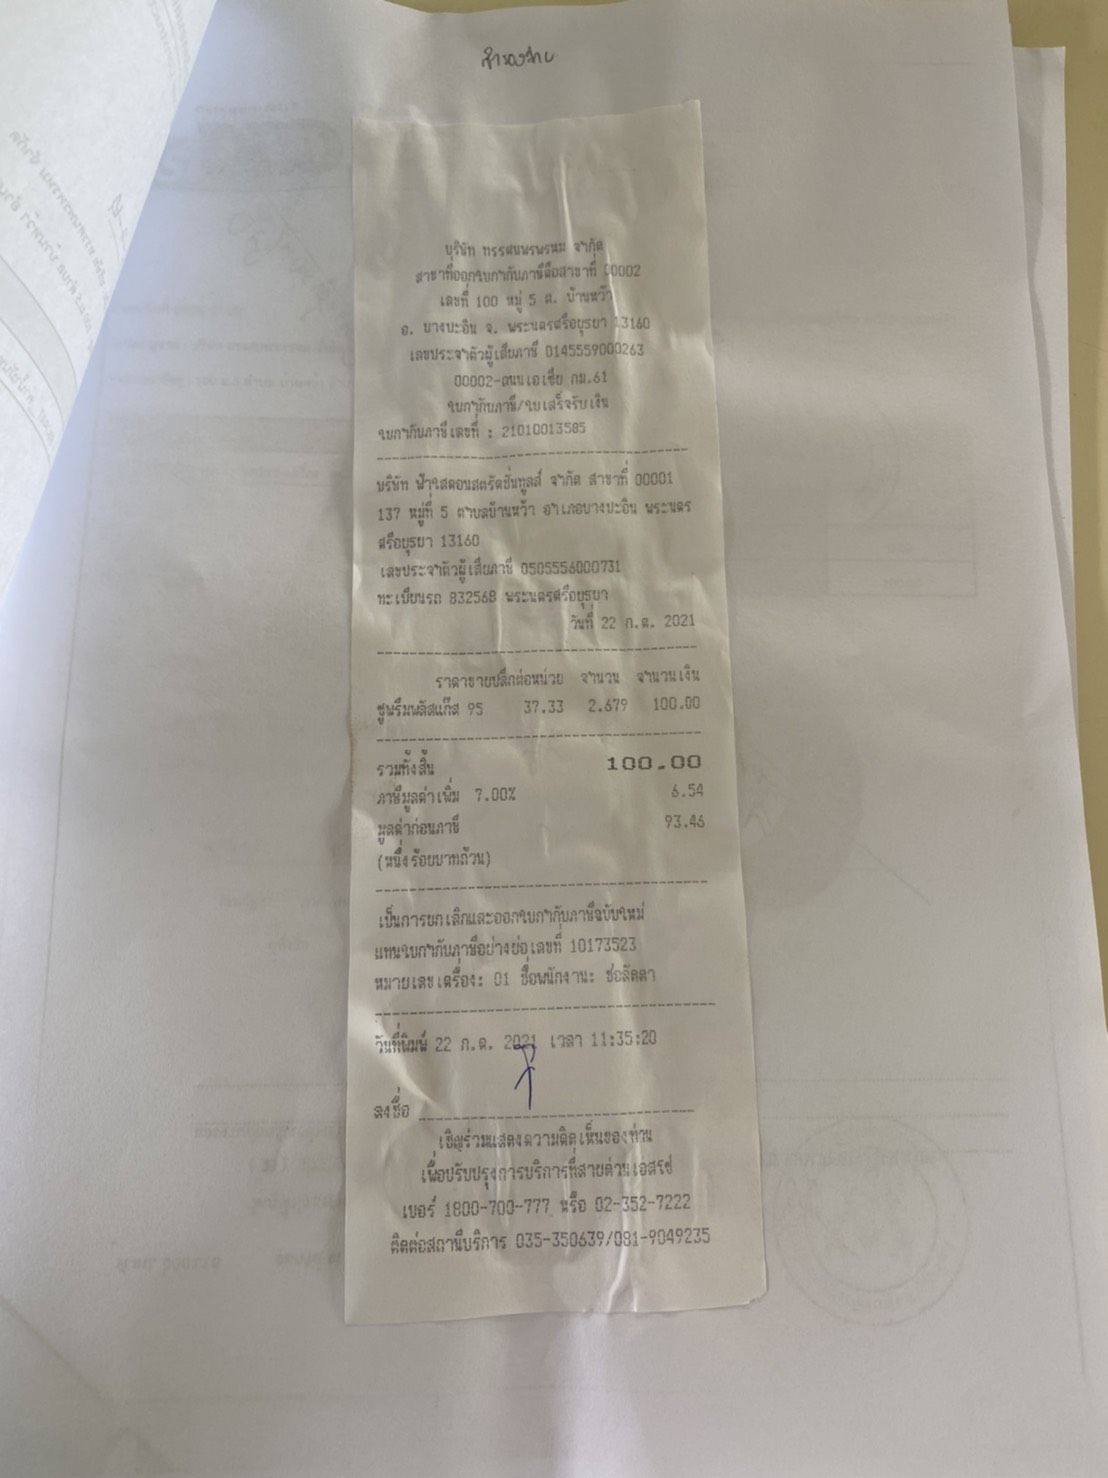 สำรองจ่าย
บริษัท ทรรศนพรพรหม จำกัด
สาขาที่ออกใบกำกับภาษีคือสาขาที่ 00002
เลขที่ 100 หมู่ 5 ต. บ้านหว้า
อ. บางปะอิน จ. พระนครศรีอยุธยา 13160
เลขประจำตัวผู้เสียภาษี 0145559000263
00002-ถนนเอเซีย กม.61
ใบกำกับภาษี/ใบเสร็จรับเงิน
ใบกำกับภาษีเลขที่ : 21010013585
บริษัท ฟ้าใสคอนสตรัคชั่นทูลส์ จำกัด สาขาที่ 00001
137 หมู่ที่ 5 ตำบลบ้านหว้า อำเภอบางปะอิน พระนคร
ศรีอยุธยา 13160
เลขประจำตัวผู้เสียภาษี 0505556000731
ทะเบียนรถ 832568 พระนครศรีอยุธยา
วันที่ 22 ก.ค. 2021
ราคาขายปลีกต่อหน่วย จำนวน จำนวนเงิน
ซูพรีมพลัสแก๊ส 95 37.33 2.679 100.00
รวมทั้งสิ้น 100.00
ภาษีมูลค่าเพิ่ม 7.00% 6.54
มูลค่าก่อนภาษี 93.46
(หนึ่งร้อยบาทถ้วน)
เป็นการยกเลิกและออกใบกำกับภาษีฉบับใหม่
แทนใบกำกับภาษีอย่างย่อเลขที่ 10173523
หมายเลขเครื่อง: 01 ชื่อพนักงาน: ช่อลัดดา
วันที่พิมพ์ 22 ก.ค. 2021 เวลา 11:35:20
ลงชื่อ
เชิญร่วมแสดงความคิดเห็นของท่าน
เพื่อปรับปรุงการบริการที่สายด่วนเอสโซ่
เบอร์ 1800-700-777 หรือ 02-352-7222
ติดต่อสถานีบริการ 035-350639/081-9049235